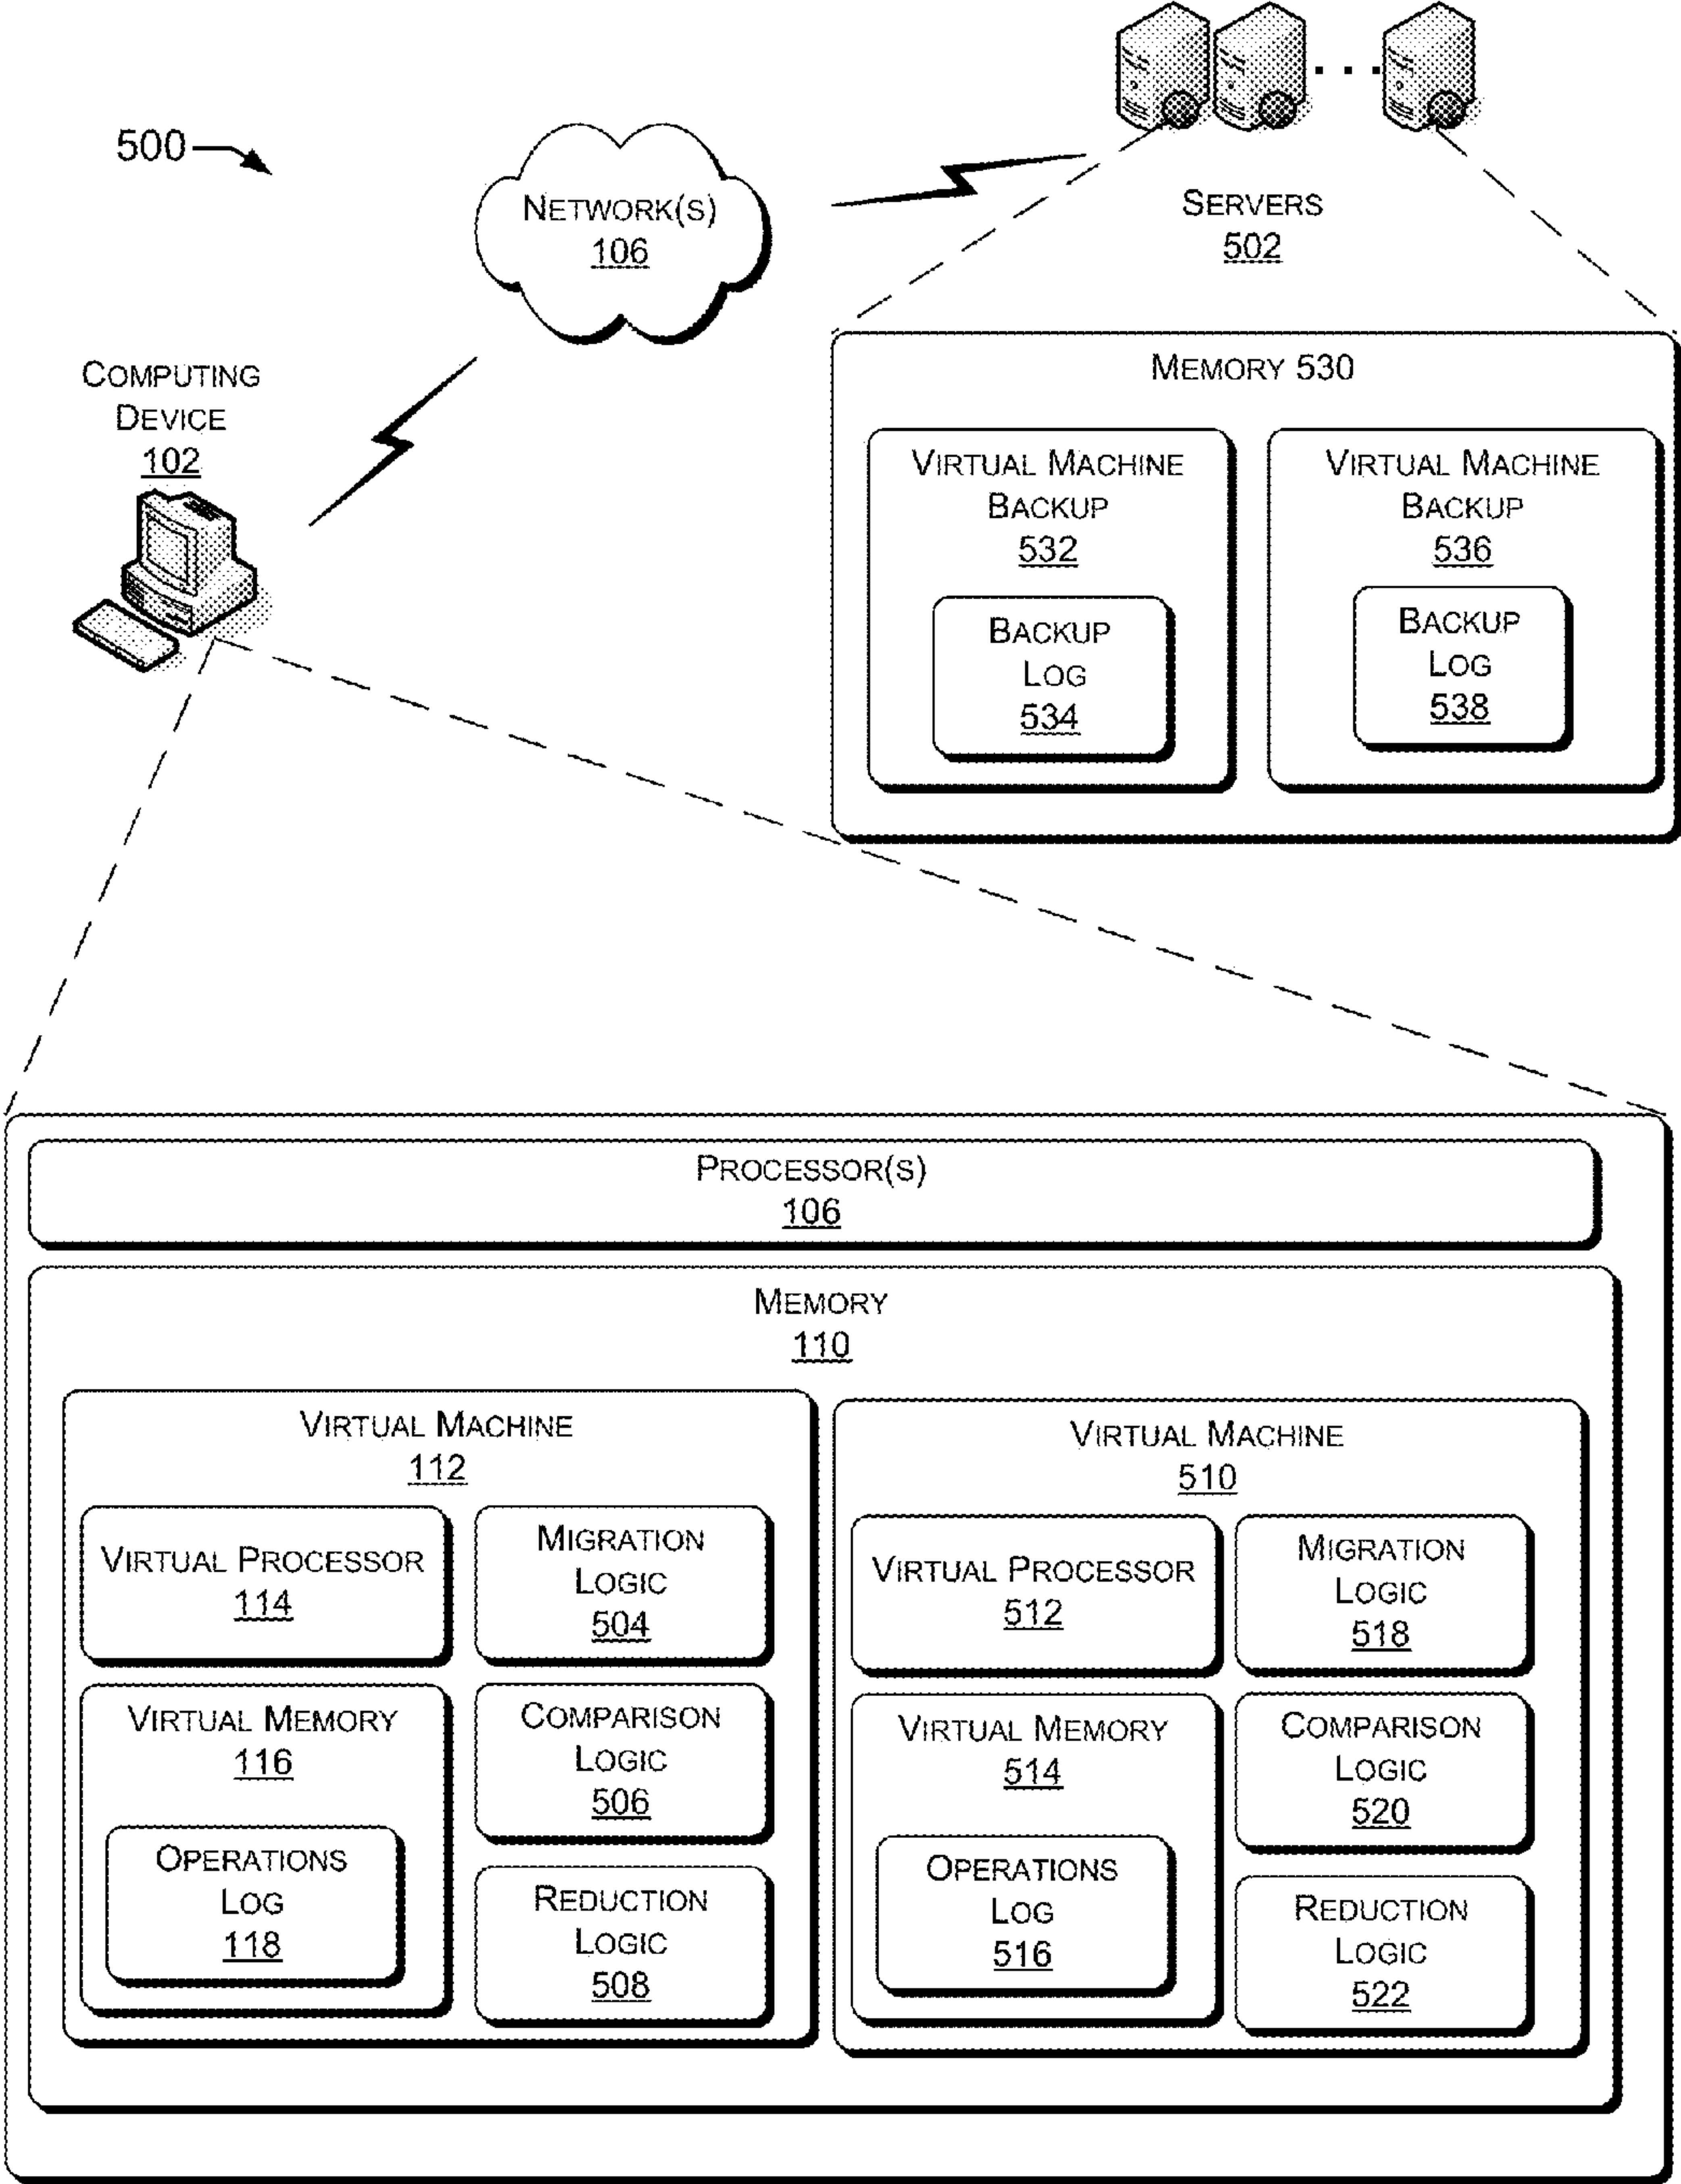 500
NETWORK(S)
106
SERVERS
502
COMPUTING
DEVICE
102
MEMORY 530
VIRTUAL MACHINE
BACKUP
532
BACKUP
LOG
534
VIRTUAL MACHINE
BACKUP
536
BACKUP
LOG
538
PROCESSOR(S)
106
MEMORY
110
VIRTUAL MACHINE
112
VIRTUAL PROCESSOR
114
MIGRATION
LOGIC
504
VIRTUAL MEMORY
116
OPERATIONS
LOG
118
COMPARISON
LOGIC
506
REDUCTION
LOGIC
508
VIRTUAL MACHINE
510
VIRTUAL PROCESSOR
512
MIGRATION
LOGIC
518
VIRTUAL MEMORY
514
OPERATIONS
LOG
516
COMPARISON
LOGIC
520
REDUCTION
LOGIC
522